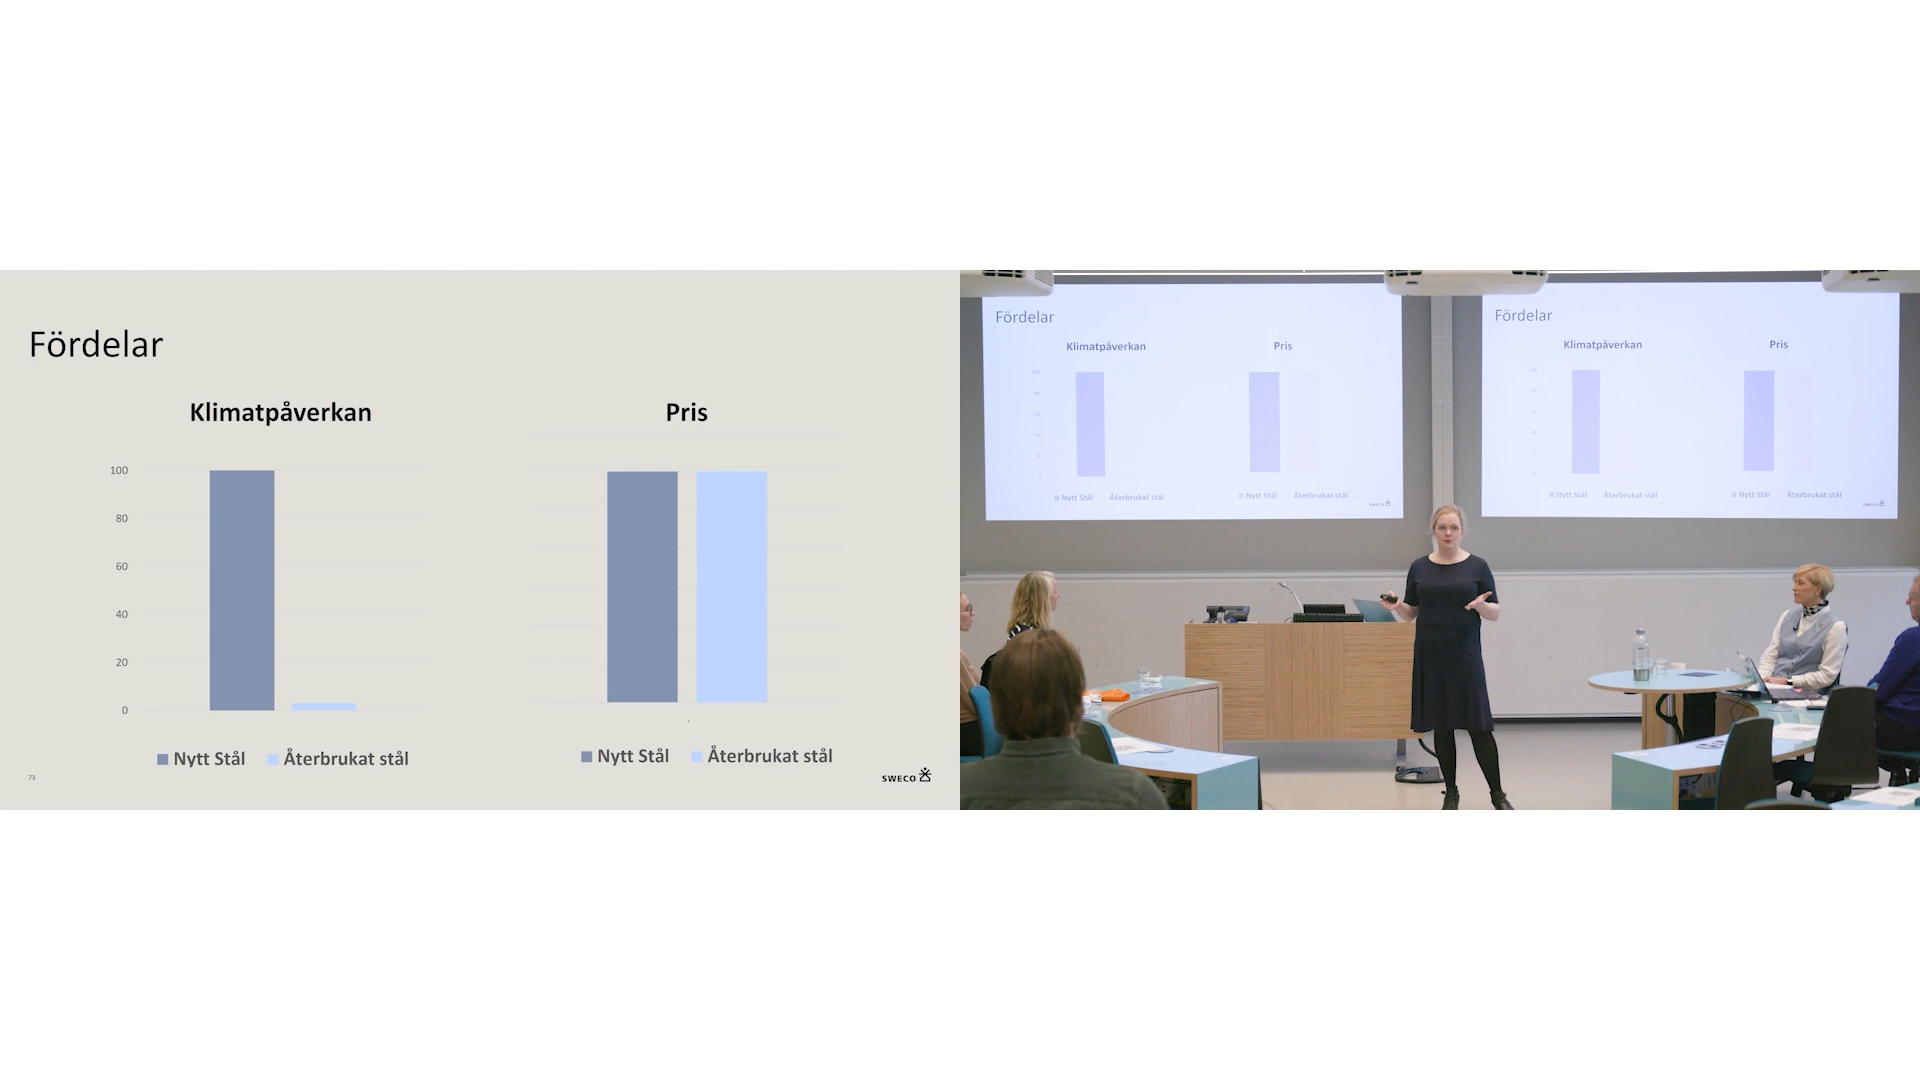 Fördelar
Klimatpåverkan
Pris
100
80
60
40
20
0
Nytt Stål Återbrukat stål
Nytt Stål Återbrukat stål
73
SWECO
Fördelar
Klimatpåverkan Pris
Nytt Stål Återbrukat stål Nytt Stål Återbrukat stål
SWECO
Fördelar
Klimatpåverkan Pris
Nytt Stål Återbrukat stål Nytt Stål Återbrukat stål
SWECO